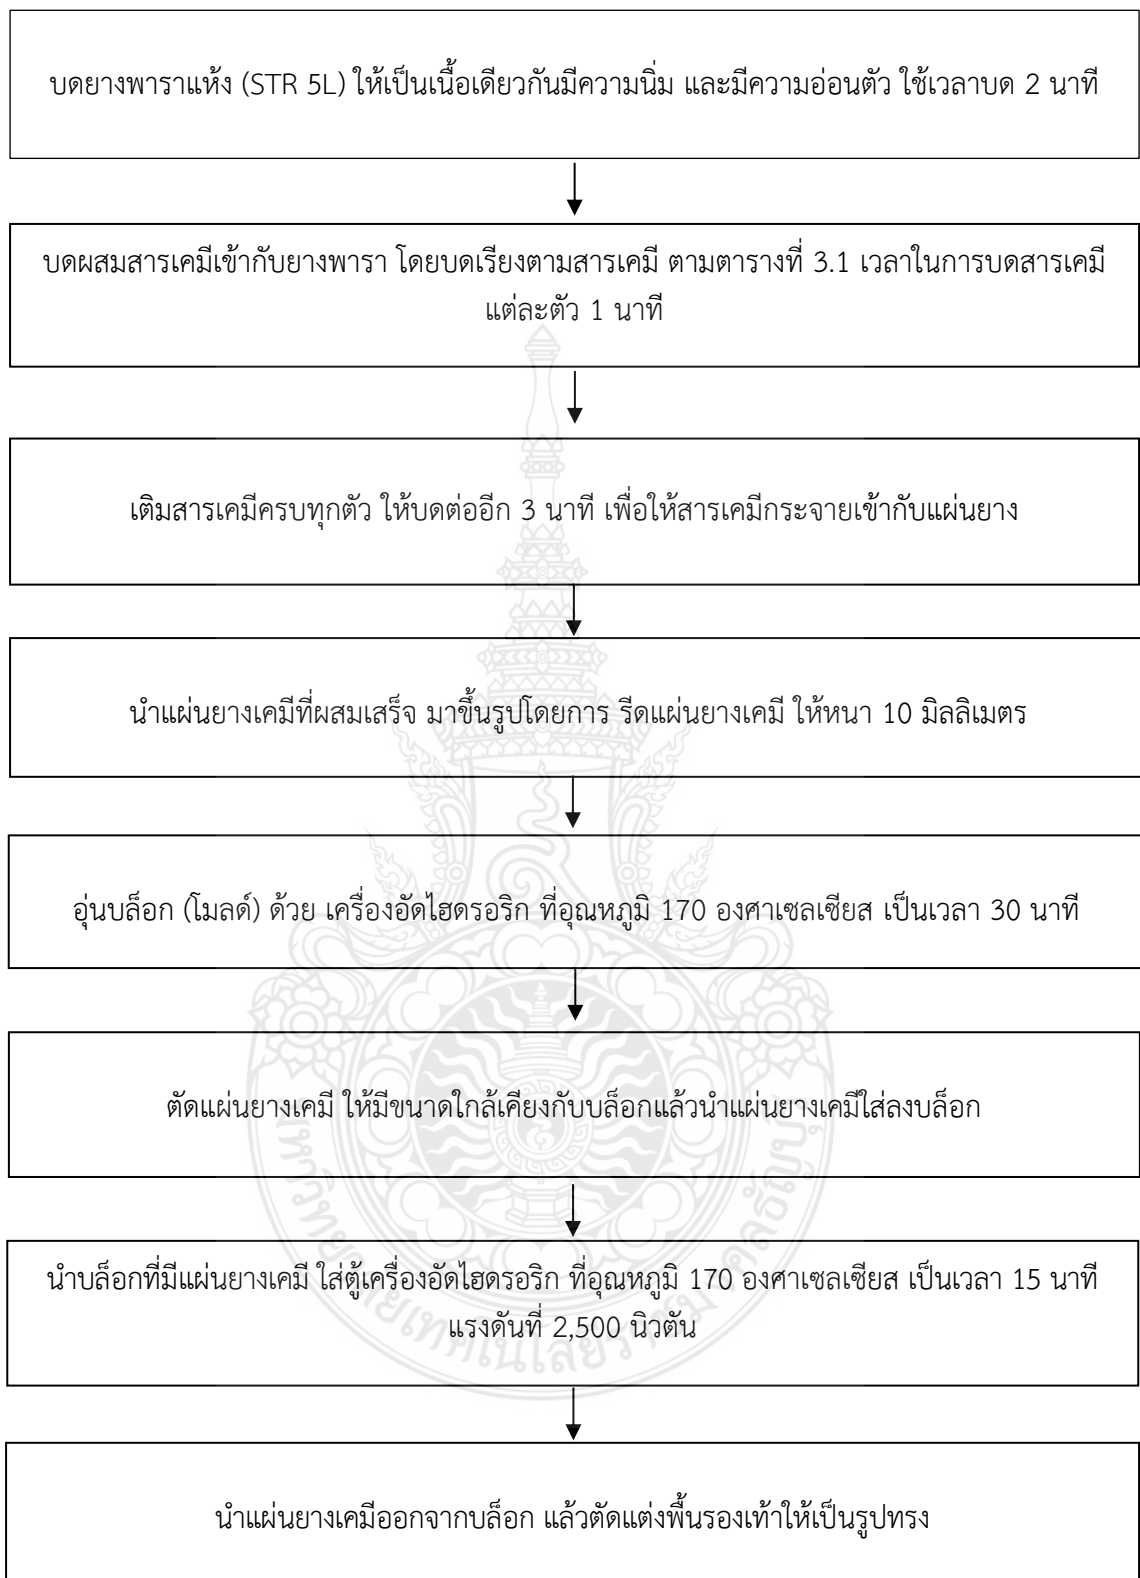 บดยางพาราแห้ง (STR 5L) ให้เป็นเนื้อเดียวกันมีความนิ่ม และมีความอ่อนตัว ใช้เวลาบด 2 นาที
บดผสมสารเคมีเข้ากับยางพารา โดยบดเรียงตามสารเคมี ตามตารางที่ 3.1 เวลาในการบดสารเคมี
แต่ละตัว 1 นาที
เติมสารเคมีครบทุกตัว ให้บดต่ออีก 3 นาที เพื่อให้สารเคมีกระจายเข้ากับแผ่นยาง
นำแผ่นยางเคมีที่ผสมเสร็จ มาขึ้นรูปโดยการ รีดแผ่นยางเคมี ให้หนา 10 มิลลิเมตร
อุ่นบล็อก (โมลด์) ด้วย เครื่องอัดไฮดรอริก ที่อุณหภูมิ 170 องศาเซลเซียส เป็นเวลา 30 นาที
ตัดแผ่นยางเคมี ให้มีขนาดใกล้เคียงกับบล็อกแล้วนำแผ่นยางเคมีใส่ลงบล็อก
นำบล็อกที่มีแผ่นยางเคมี ใส่ตู้เครื่องอัดไฮดรอริก ที่อุณหภูมิ 170 องศาเซลเซียส เป็นเวลา 15 นาที
แรงดันที่ 2,500 นิวตัน
นำแผ่นยางเคมีออกจากบล็อก แล้วตัดแต่งพื้นรองเท้าให้เป็นรูปทรง